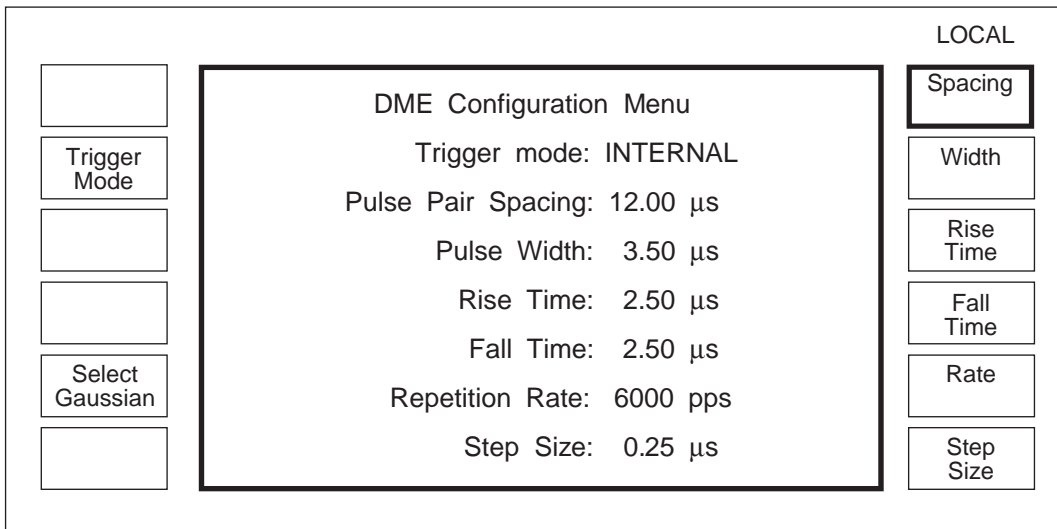 LOCAL
DME Configuration Menu
Trigger mode: INTERNAL
Pulse Pair Spacing: 12.00 μs
Pulse Width: 3.50 μs
Rise Time: 2.50 μs
Fall Time: 2.50 μs
Repetition Rate: 6000 pps
Step Size: 0.25 μs
Trigger
Mode
Select
Gaussian
Spacing
Width
Rise
Time
Fall
Time
Rate
Step
Size